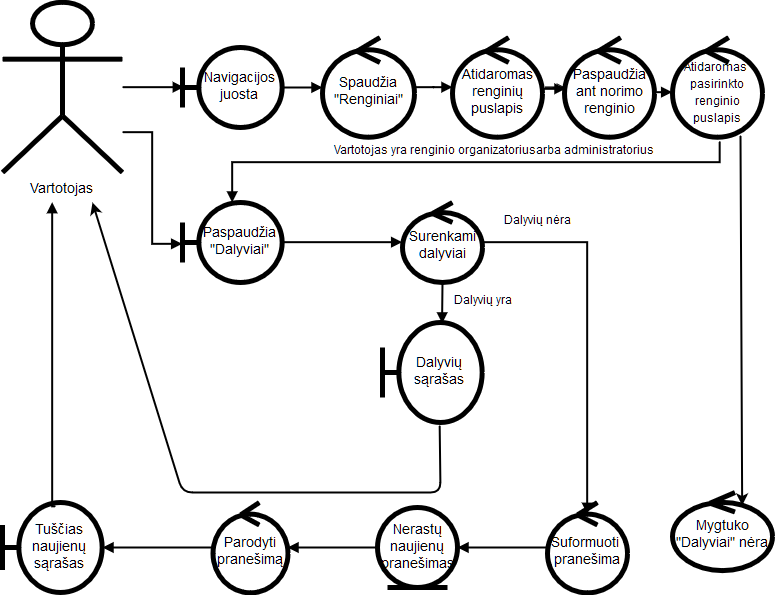 Navigacijos
juosta
Spaudžia
"Renginiai"
Atidaromas
renginių
puslapis
Paspaudžia
ant norimo
renginio
Atidaromas
pasirinkto
renginio
puslapis
Vartotojas yra renginio organizatoriusarba administratorius
Vartotojas
Paspaudžia
"Dalyviai"
Surenkami
dalyviai
Dalyvių nėra
Dalyvių yra
Dalyvių
sąrašas
Tuščias
naujienų
sąrašas
Parodyti
pranešimą
Nerastų
naujienų
pranešimas
Suformuoti
pranešima
Mygtuko
"Dalyviai" nėra